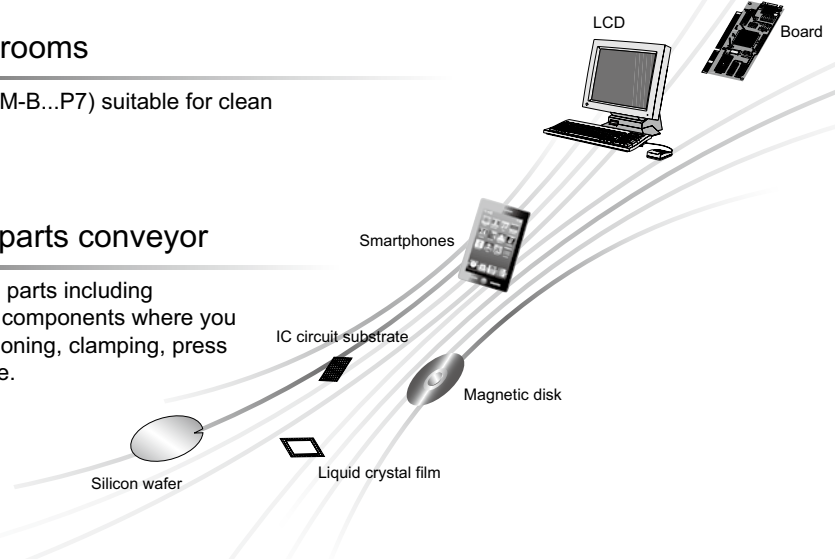 rooms
M-B...P7) suitable for clean
parts conveyor
parts including
components where you
oning, clamping, press
e.
LCD
Board
Smartphones
IC circuit substrate
Magnetic disk
Liquid crystal film
Silicon wafer